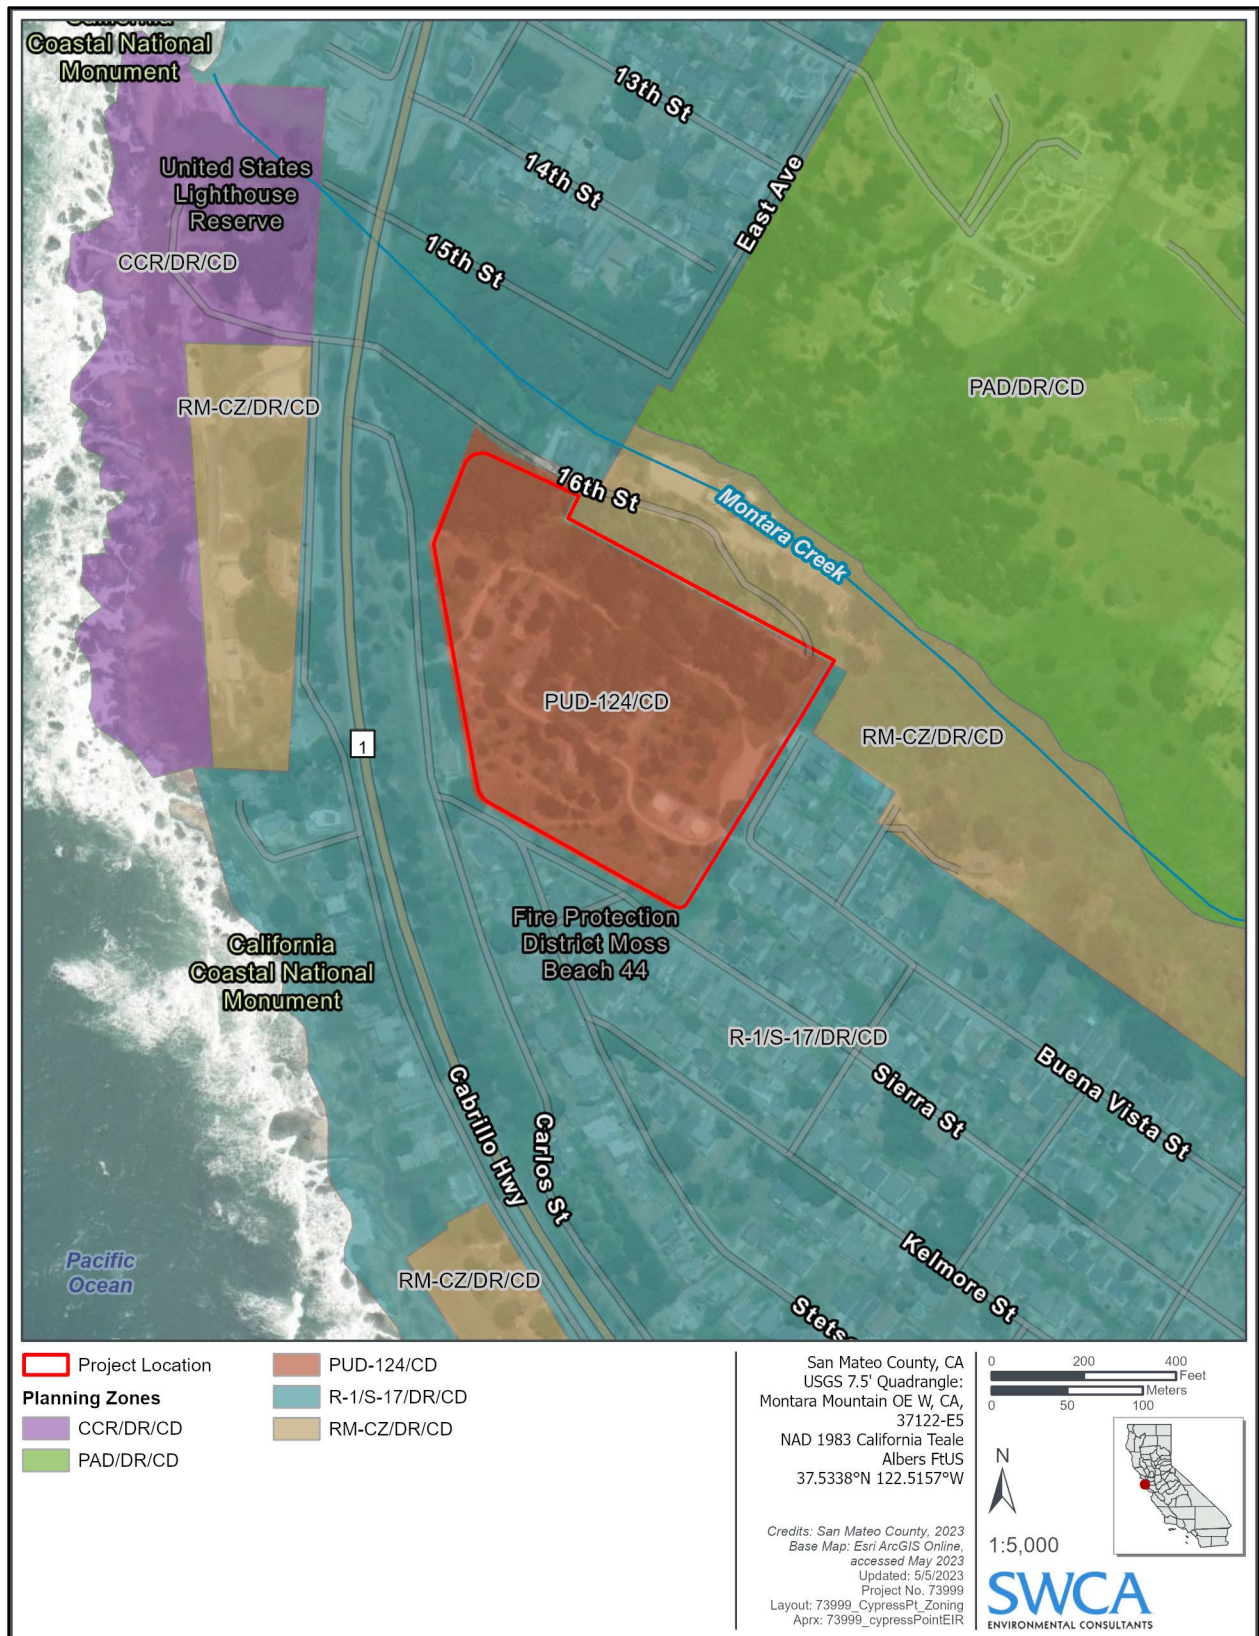 California
Coastal National
Monument
13th St
United States
Lighthouse
Reserve
14th St
East Ave
15th St
CCR/DR/CD
PAD/DR/CD
RM-CZ/DR/CD
16th St
Montara Creek
PUD-124/CD
RM-CZ/DR/CD
1
Fire Protection
District Moss
Beach 44
California
Coastal National
Monument
R-1/S-17/DR/CD
Buena Vista St
Sierra St
Cabrillo Hwy
Carlos St
Kelmore St
Pacific
Ocean
RM-CZ/DR/CD
Stets
Project Location
Planning Zones
CCR/DR/CD
PAD/DR/CD
PUD-124/CD
R-1/S-17/DR/CD
RM-CZ/DR/CD
San Mateo County, CA
USGS 7.5' Quadrangle:
Montara Mountain OE W, CA,
37122-E5
NAD 1983 California Teale
Albers FtUS
37.5338°N 122.5157°W
Credits: San Mateo County, 2023
Base Map: Esri ArcGIS Online,
accessed May 2023
Updated: 5/5/2023
Project No. 73999
Layout: 73999_CypressPt_Zoning
Aprx: 73999_cypressPointEIR
0 200 400
Feet
Meters
0 50 100
N
1:5,000
SWCA
ENVIRONMENTAL CONSULTANTS